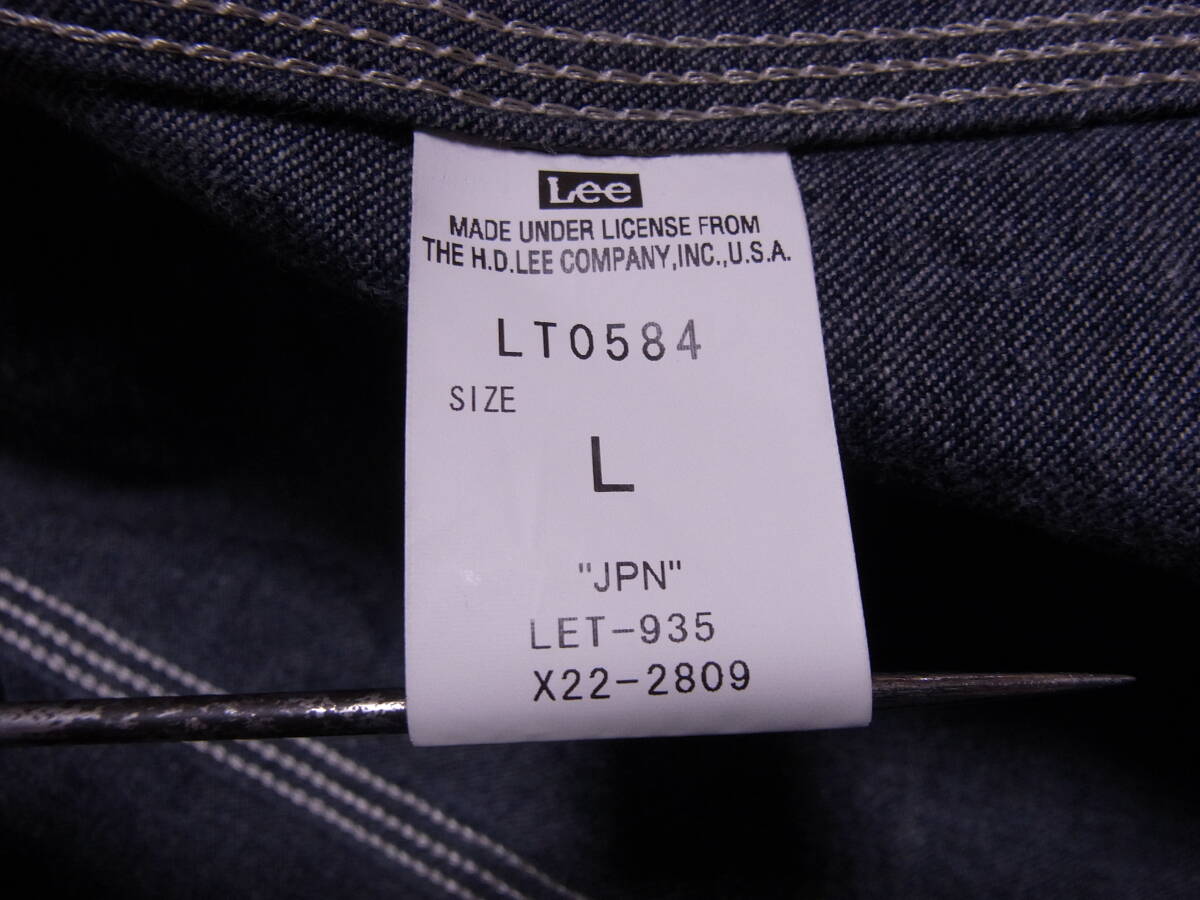 Lee
MADE UNDER LICENSE FROM
THE H.D.LEE COMPANY,INC.,U.S.A.
LT0584
SIZE
L
"JPN"
LET-935
X22-2809